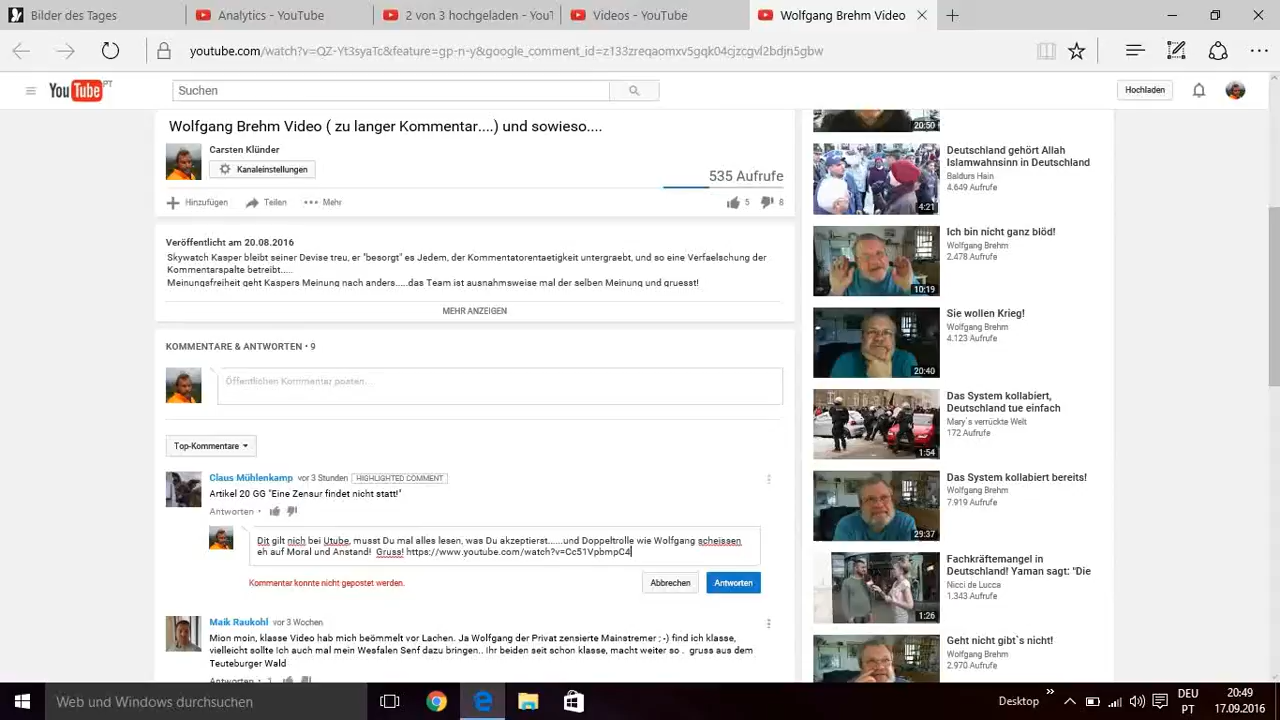 Bilder des Tages
2 von 3 hochgeladen - YouT
Videos - YouTube
Wolfgang Brehm Video
youtube.com/watch?v=QZ-Yt3syaTc&feature=gp-n-y&google_comment_id=z133zreqaomxv5gqk04cjzcgvl2bdjn5gbw
YouTube PT
Suchen
Hochladen
Wolfgang Brehm Video ( zu langer Kommentar....) und sowieso....
Carsten Klünder
Kanaleinstellungen
535 Aufrufe
Hinzufügen
Teilen
Mehr
5
8
Veröffentlicht am 20.08.2016
Skywatch Kasper bleibt seiner Devise treu, er "besorgt" es Jedem, der Kommentatorentaetigkeit untergraebt, und so eine Verfaelschung der
Kommentarspalte betreibt.....
Meinungsfreiheit geht Kaspers Meinung nach anders.....das Team ist ausnahmsweise mal der selben Meinung und gruesst!
MEHR ANZEIGEN
KOMMENTARE & ANTWORTEN • 9
Öffentlichen Kommentar posten...
Top-Kommentare
Claus Mühlenkamp vor 3 Stunden HIGHLIGHTED COMMENT
Artikel 20 GG "Eine Zensur findet nicht statt!"
Antworten •
Dit gilt nich bei Utube, musst Du mal alles lesen, was Du akzeptierst......und Doppeltrolle wie Wolfgang scheissen
eh auf Moral und Anstand! Gruss! https://www.youtube.com/watch?v=Cc51VpbmpC4
Kommentar konnte nicht gepostet werden.
Abbrechen
Antworten
Maik Raukohl vor 3 Wochen
Mion moin, klasse Video hab mich beömmelt vor Lachen. Ja Wolfgang der Privat zensierte Mainstremer ; -) find ich klasse,
vielleicht sollte Ich auch mal mein Wesfalen Senf dazu bringen.. Ihr beiden seit schon klasse, macht weiter so . gruss aus dem
Teuteburger Wald
Antworten • 1
20:50
Deutschland gehört Allah
Islamwahnsinn in Deutschland
Baldurs Hain
4.649 Aufrufe
4:21
Ich bin nicht ganz blöd!
Wolfgang Brehm
2.478 Aufrufe
10:19
Sie wollen Krieg!
Wolfgang Brehm
4.123 Aufrufe
20:40
Das System kollabiert,
Deutschland tue einfach
Mary´s verrückte Welt
172 Aufrufe
1:54
Das System kollabiert bereits!
Wolfgang Brehm
7.919 Aufrufe
29:37
Fachkräftemangel in
Deutschland! Yaman sagt: "Die
Nicci de Lucca
1.343 Aufrufe
1:26
Geht nicht gibt`s nicht!
Wolfgang Brehm
2.970 Aufrufe
Web und Windows durchsuchen
Desktop
DEU
PT
20:49
17.09.2016